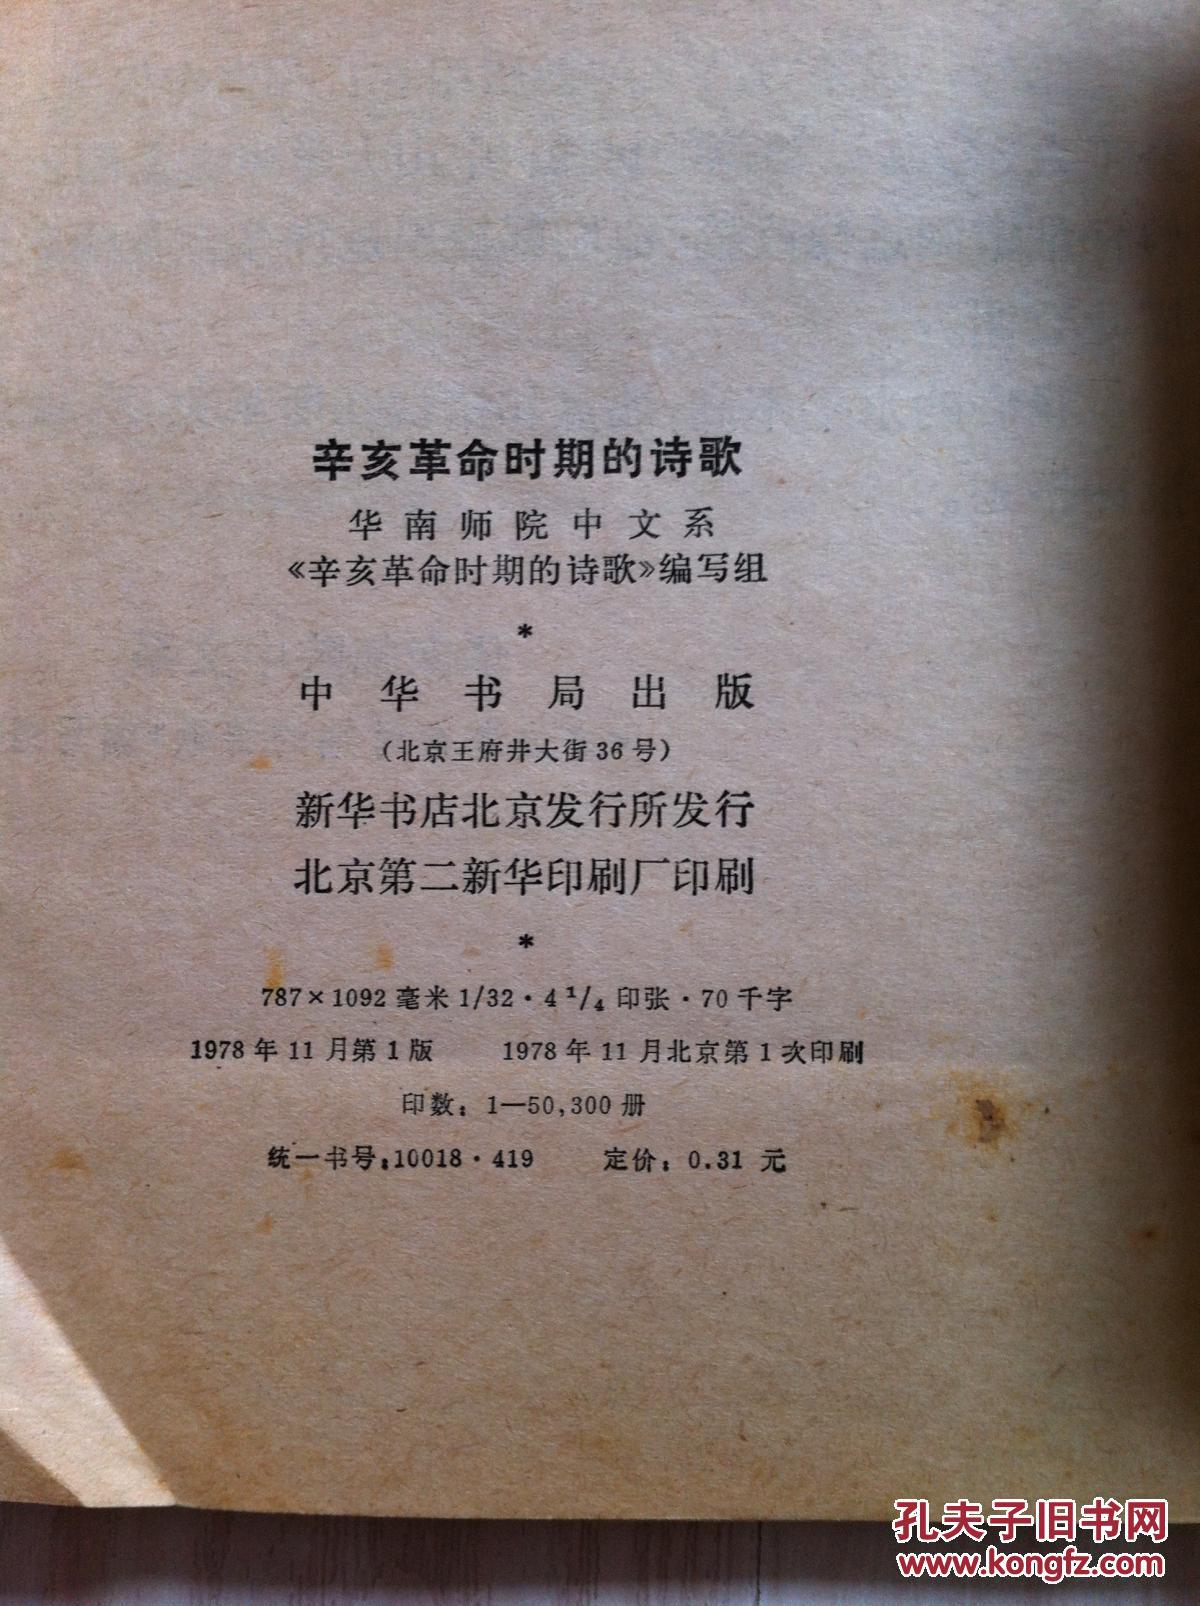 辛亥革命时期的诗歌
华南师院中文系
《辛亥革命时期的诗歌》编写组
*
中华书局出版
（北京王府井大街36号）
新华书店北京发行所发行
北京第二新华印刷厂印刷
*
787×1092毫米1/32·4 1/4印张·70千字
1978年11月第1版 1978年11月北京第1次印刷
印数：1—50,300册
统一书号：10018·419 定价：0.31元
孔夫子旧书网
www.kongfz.com